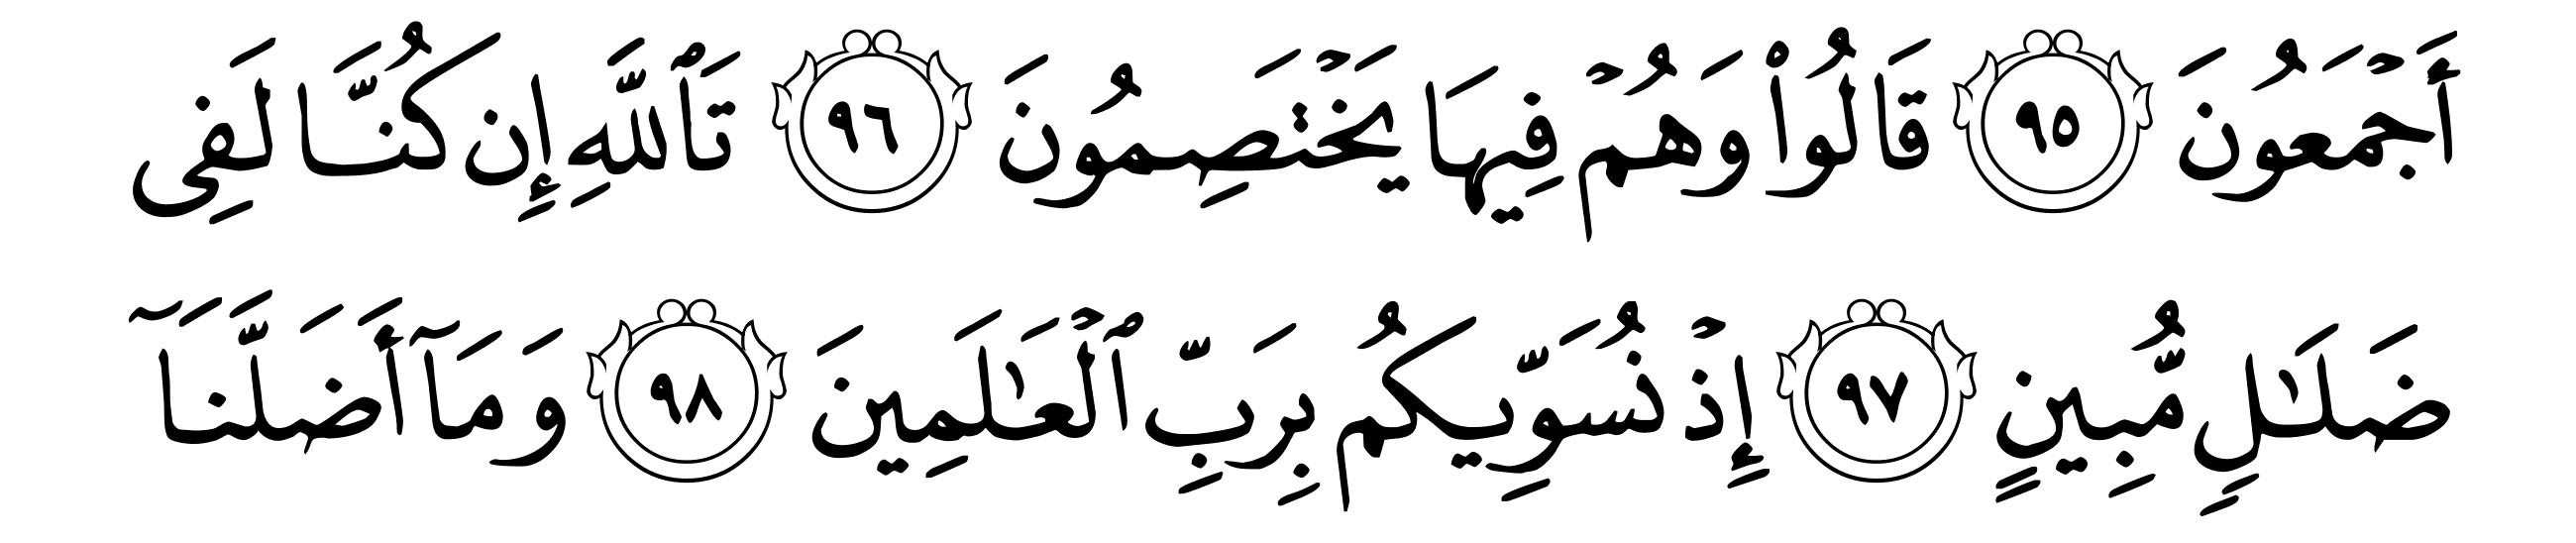 أَجۡمَعُونَ ٩٥ قَالُواْ وَهُمۡ فِيهَا يَخۡتَصِمُونَ ٩٦ تَٱللَّهِ إِن كُنَّا لَفِي
ضَلَٰلٖ مُّبِينٍ ٩٧ إِذۡ نُسَوِّيكُم بِرَبِّ ٱلۡعَٰلَمِينَ ٩٨ وَمَآ أَضَلَّنَآ